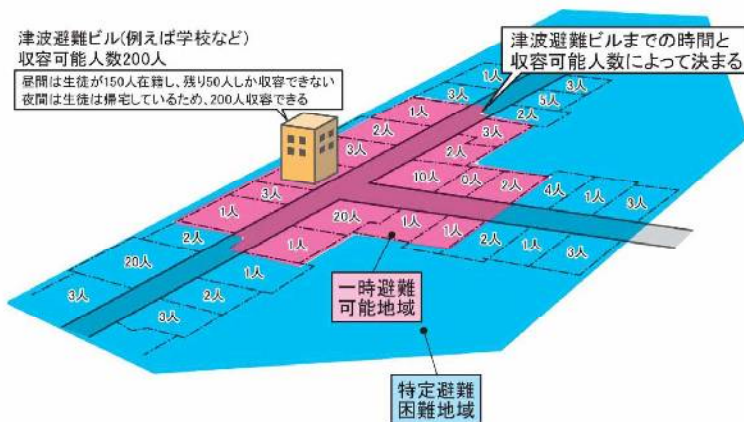 津波避難ビル(例えば学校など)
収容可能人数200人
昼間は生徒が150人在籍し、残り50人しか収容できない
夜間は生徒は帰宅しているため、200人収容できる
津波避難ビルまでの時間と
収容可能人数によって決まる
1人
3人
3人
5人
2人
1人
3人
2人
2人
3人
10人
0人
2人
4人
1人
3人
3人
1人
20人
1人
1人
2人
1人
3人
1人
2人
20人
3人
1人
2人
3人
一時避難
可能地域
特定避難
困難地域